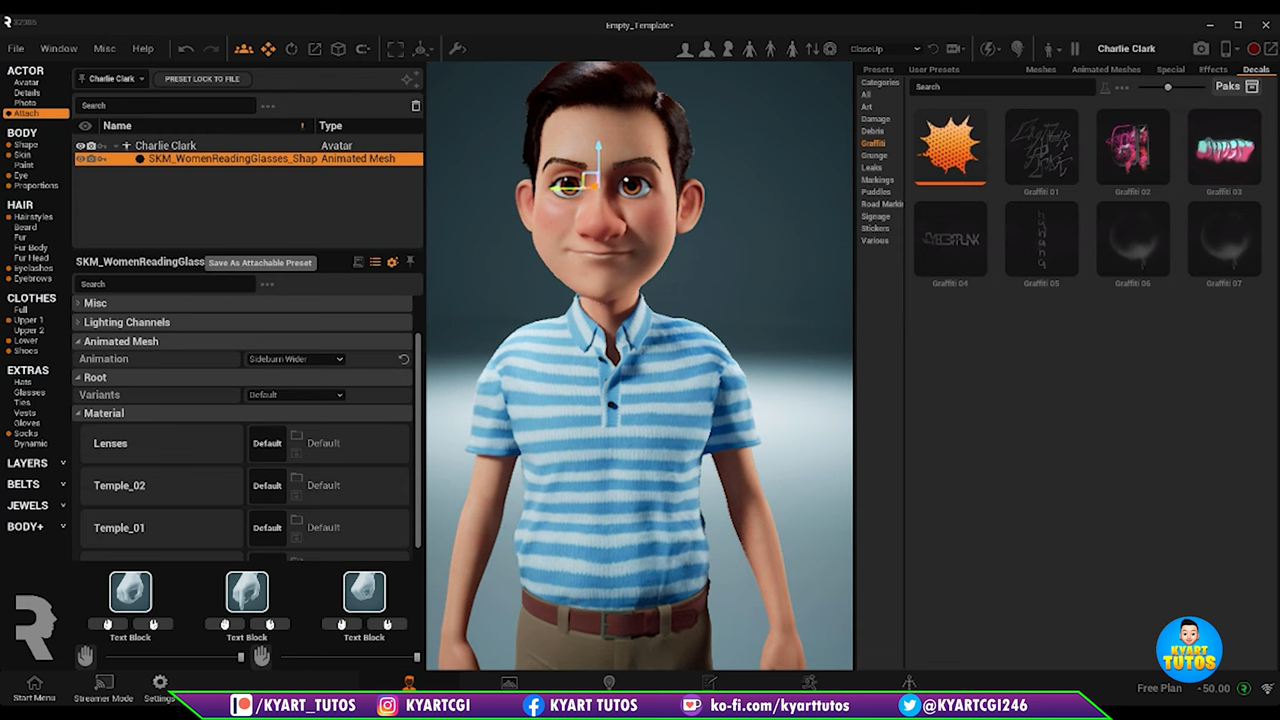 32985
Empty_Template*
File Window Misc Help
CloseUp
Charlie Clark
ACTOR
Avatar
Details
Photo
Attach
BODY
Shape
Skin
Paint
Eye
Proportions
HAIR
Hairstyles
Beard
Fur
Fur Body
Fur Head
Eyelashes
Eyebrows
CLOTHES
Full
Upper 1
Upper 2
Lower
Shoes
EXTRAS
Hats
Glasses
Ties
Vests
Gloves
Socks
Dynamic
LAYERS
BELTS
JEWELS
BODY+
Charlie Clark
PRESET LOCK TO FILE
Search
Name ! Type
Charlie Clark Avatar
SKM_WomenReadingGlasses_Shap Animated Mesh
SKM_WomenReadingGlass
Save As Attachable Preset
Search
Misc
Lighting Channels
Animated Mesh
Animation Sideburn Wider
Root
Variants Default
Material
Lenses Default Default
Temple_02 Default Default
Temple_01 Default Default
Text Block Text Block Text Block
Presets User Presets Meshes Animated Meshes Special Effects Decals
Categories
All
Art
Damage
Debris
Graffiti
Grunge
Leaks
Markings
Puddles
Road Markin
Signage
Stickers
Various
Search
Paks
Graffiti 01 Graffiti 02 Graffiti 03
CYBERPUNK
Graffiti 04 Graffiti 05 Graffiti 06 Graffiti 07
KYART
TUTOS
Start Menu Streamer Mode Settings
Free Plan -50.00
/KYART_TUTOS KYARTCGI KYART TUTOS ko-fi.com/kyarttutos @KYARTCGI246